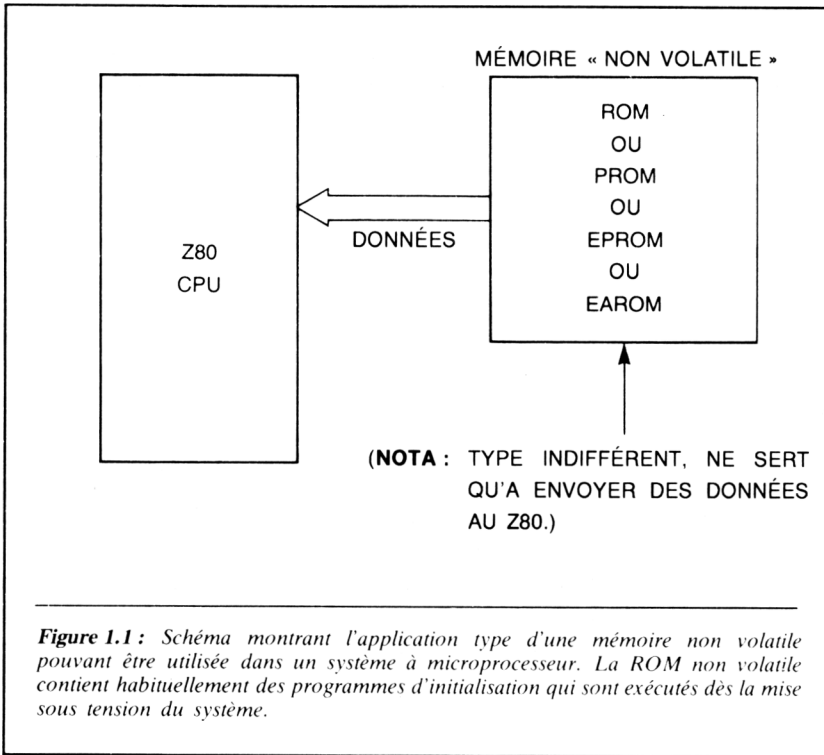 MÉMOIRE « NON VOLATILE »
ROM
OU
PROM
OU
EPROM
OU
EAROM
DONNÉES
Z80
CPU
(NOTA : TYPE INDIFFÉRENT, NE SERT
QU'A ENVOYER DES DONNÉES
AU Z80.)
Figure 1.1 : Schéma montrant l'application type d'une mémoire non volatile
pouvant être utilisée dans un système à microprocesseur. La ROM non volatile
contient habituellement des programmes d'initialisation qui sont exécutés dès la mise
sous tension du système.